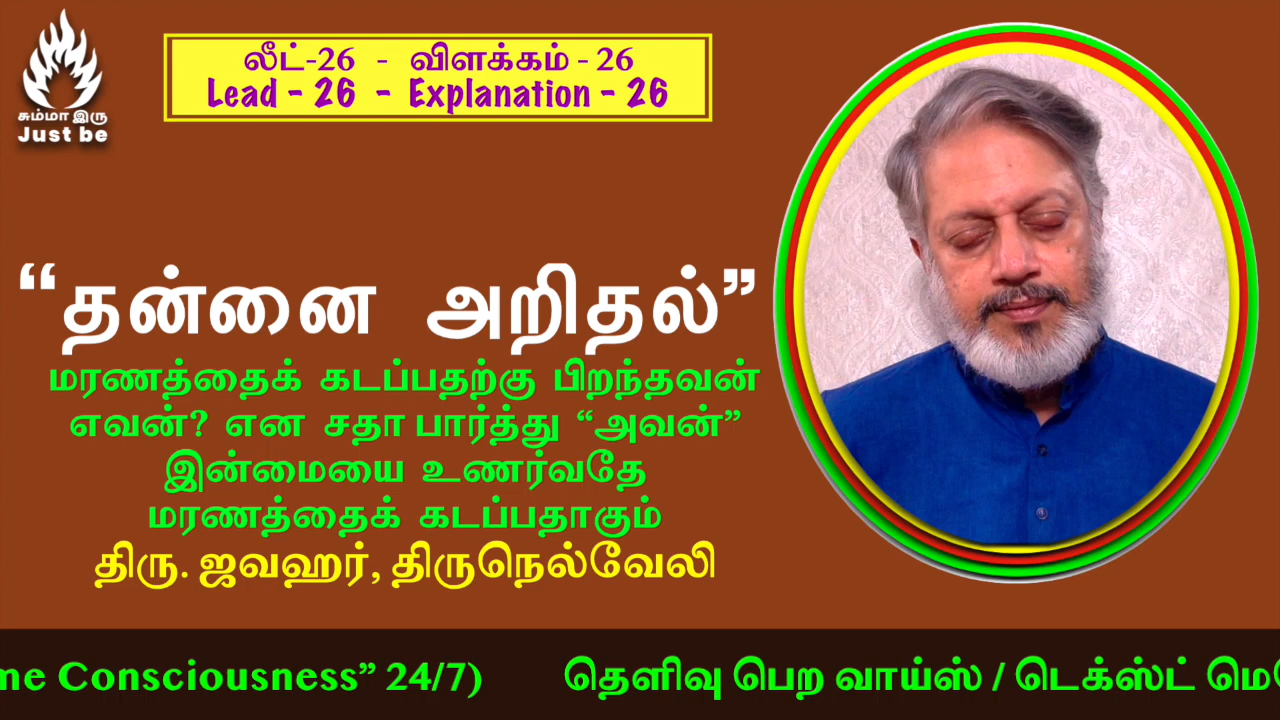 சும்மா இரு
Just be
லீட்-26 - விளக்கம் - 26
Lead - 26 - Explanation - 26
“தன்னை அறிதல்”
மரணத்தைக் கடப்பதற்கு பிறந்தவன்
எவன்? என சதா பார்த்து “அவன்”
இன்மையை உணர்வதே
மரணத்தைக் கடப்பதாகும்
திரு. ஜவஹர், திருநெல்வேலி
me Consciousness” 24/7) தெளிவு பெற வாய்ஸ் / டெக்ஸ்ட்